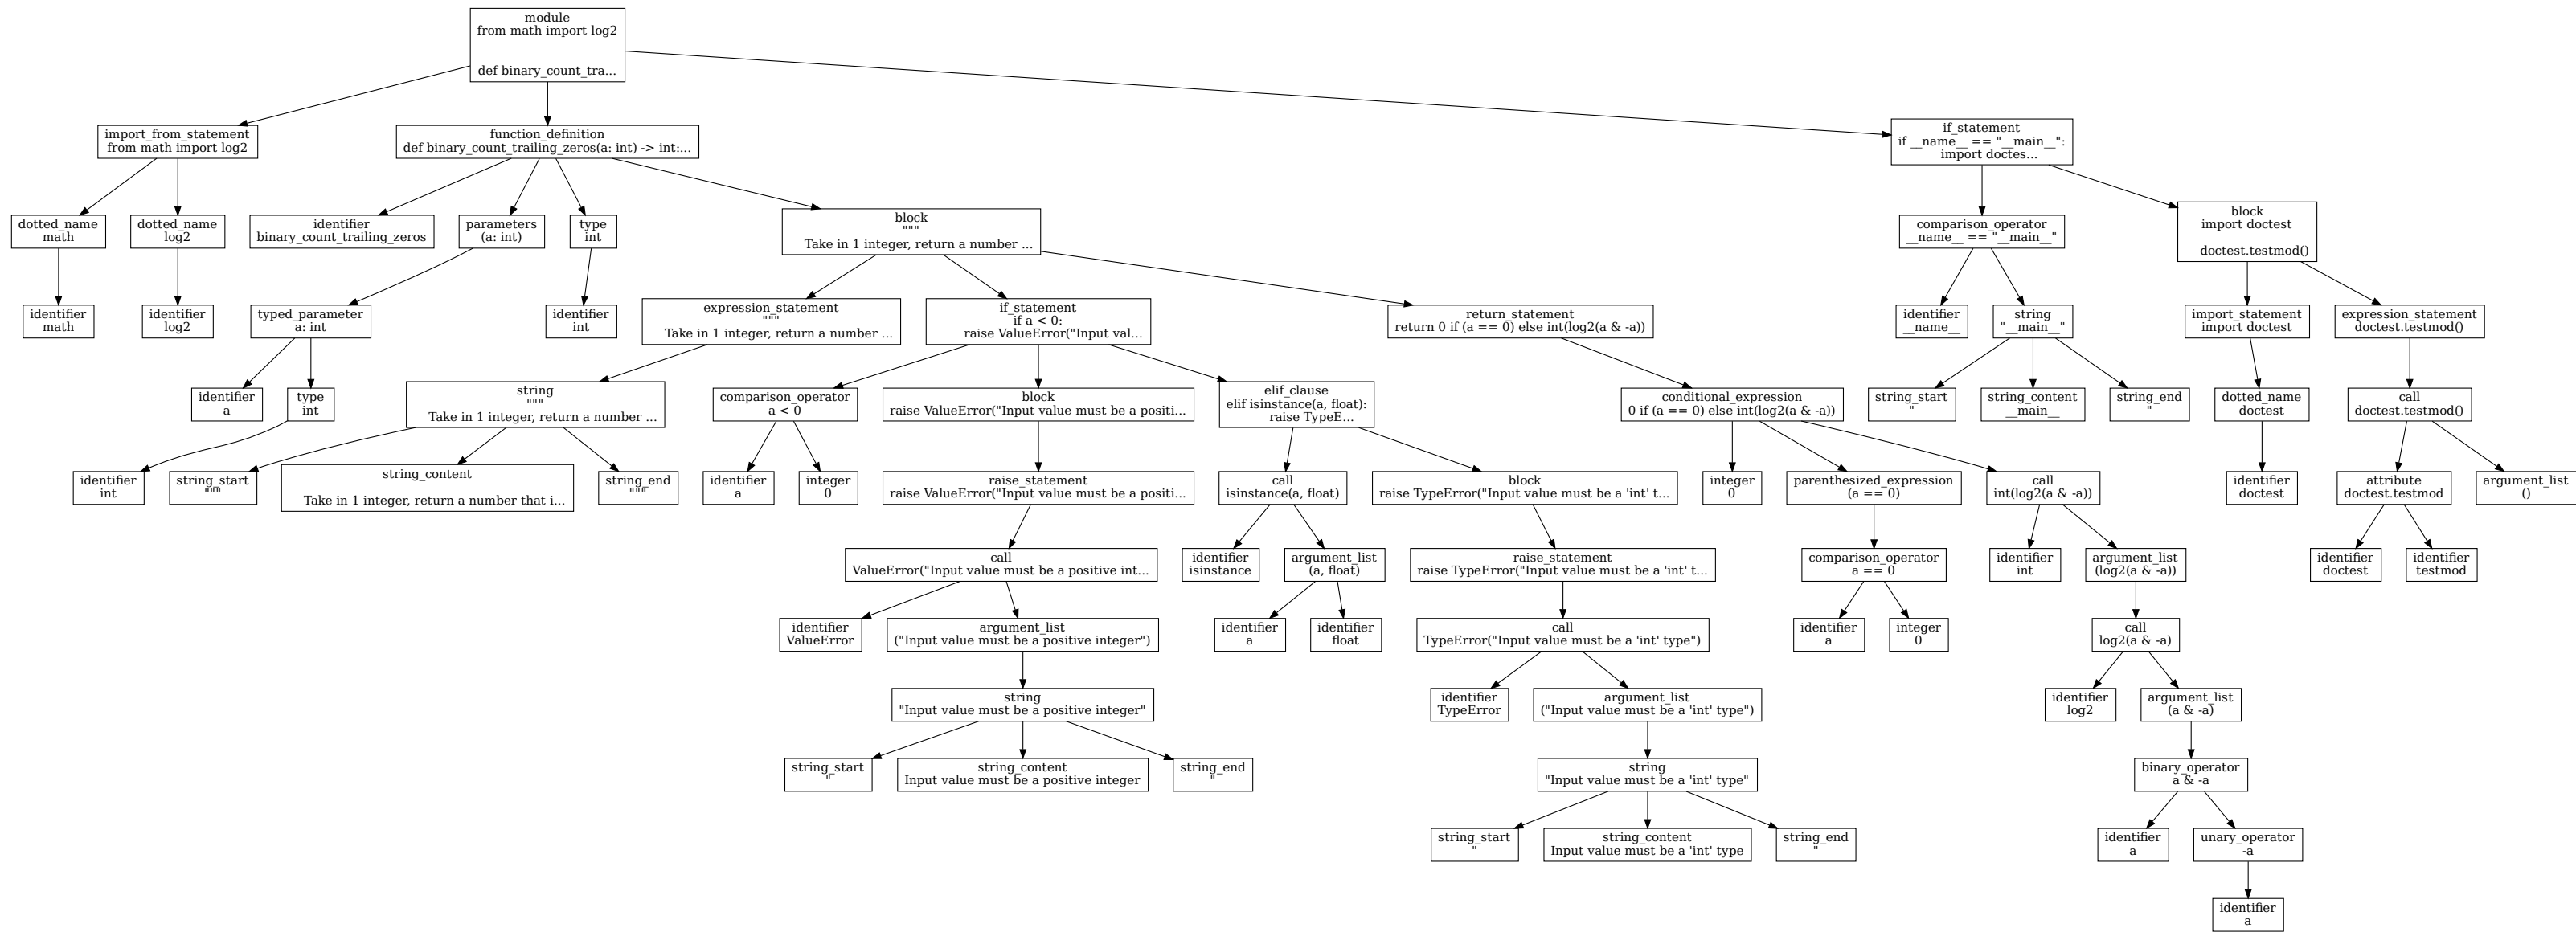 module
from math import log2
def binary_count_tra...
import_from_statement
from math import log2
function_definition
def binary_count_trailing_zeros(a: int) -> int:...
if_statement
if __name__ == "__main__":
import doctes...
dotted_name
math
dotted_name
log2
identifier
binary_count_trailing_zeros
parameters
(a: int)
type
int
block
"""
Take in 1 integer, return a number ...
comparison_operator
__name__ == "__main__"
block
import doctest
doctest.testmod()
identifier
math
identifier
log2
typed_parameter
a: int
identifier
int
expression_statement
"""
Take in 1 integer, return a number ...
if_statement
if a < 0:
raise ValueError("Input val...
return_statement
return 0 if (a == 0) else int(log2(a & -a))
identifier
__name__
string
"__main__"
import_statement
import doctest
expression_statement
doctest.testmod()
identifier
a
type
int
string
"""
Take in 1 integer, return a number ...
comparison_operator
a < 0
block
raise ValueError("Input value must be a positi...
elif_clause
elif isinstance(a, float):
raise TypeE...
conditional_expression
0 if (a == 0) else int(log2(a & -a))
string_start
"
string_content
__main__
string_end
"
dotted_name
doctest
call
doctest.testmod()
identifier
int
string_start
"""
string_content
Take in 1 integer, return a number that i...
string_end
"""
identifier
a
integer
0
raise_statement
raise ValueError("Input value must be a positi...
call
isinstance(a, float)
block
raise TypeError("Input value must be a 'int' t...
integer
0
parenthesized_expression
(a == 0)
call
int(log2(a & -a))
identifier
doctest
attribute
doctest.testmod
argument_list
()
call
ValueError("Input value must be a positive int...
identifier
isinstance
argument_list
(a, float)
raise_statement
raise TypeError("Input value must be a 'int' t...
comparison_operator
a == 0
identifier
int
argument_list
(log2(a & -a))
identifier
doctest
identifier
testmod
identifier
ValueError
argument_list
("Input value must be a positive integer")
identifier
a
identifier
float
call
TypeError("Input value must be a 'int' type")
identifier
a
integer
0
call
log2(a & -a)
string
"Input value must be a positive integer"
identifier
TypeError
argument_list
("Input value must be a 'int' type")
identifier
log2
argument_list
(a & -a)
string_start
"
string_content
Input value must be a positive integer
string_end
"
string
"Input value must be a 'int' type"
binary_operator
a & -a
string_start
"
string_content
Input value must be a 'int' type
string_end
"
identifier
a
unary_operator
-a
identifier
a